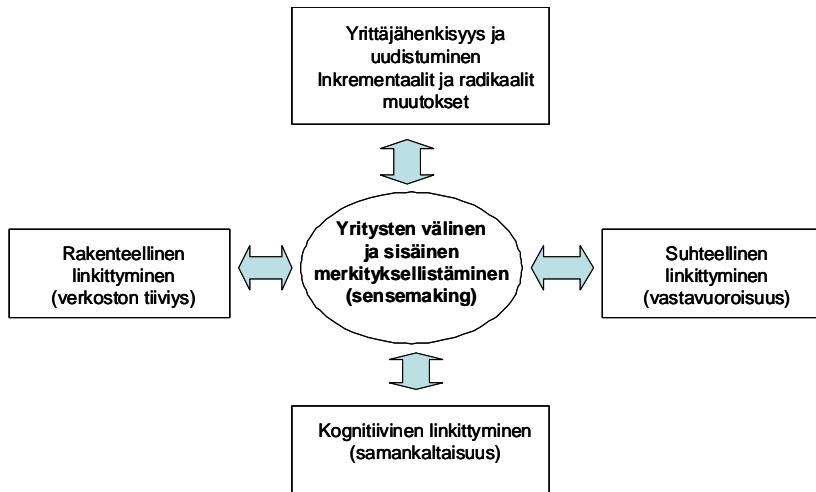 Yrittäjähenkisyys ja
uudistuminen
Inkrementaalit ja radikaalit
muutokset
Rakenteellinen
linkittyminen
(verkoston tiiviys)
Yritysten välinen
ja sisäinen
merkityksellistäminen
(sensemaking)
Suhteellinen
linkittyminen
(vastavuoroisuus)
Kognitiivinen linkittyminen
(samankaltaisuus)